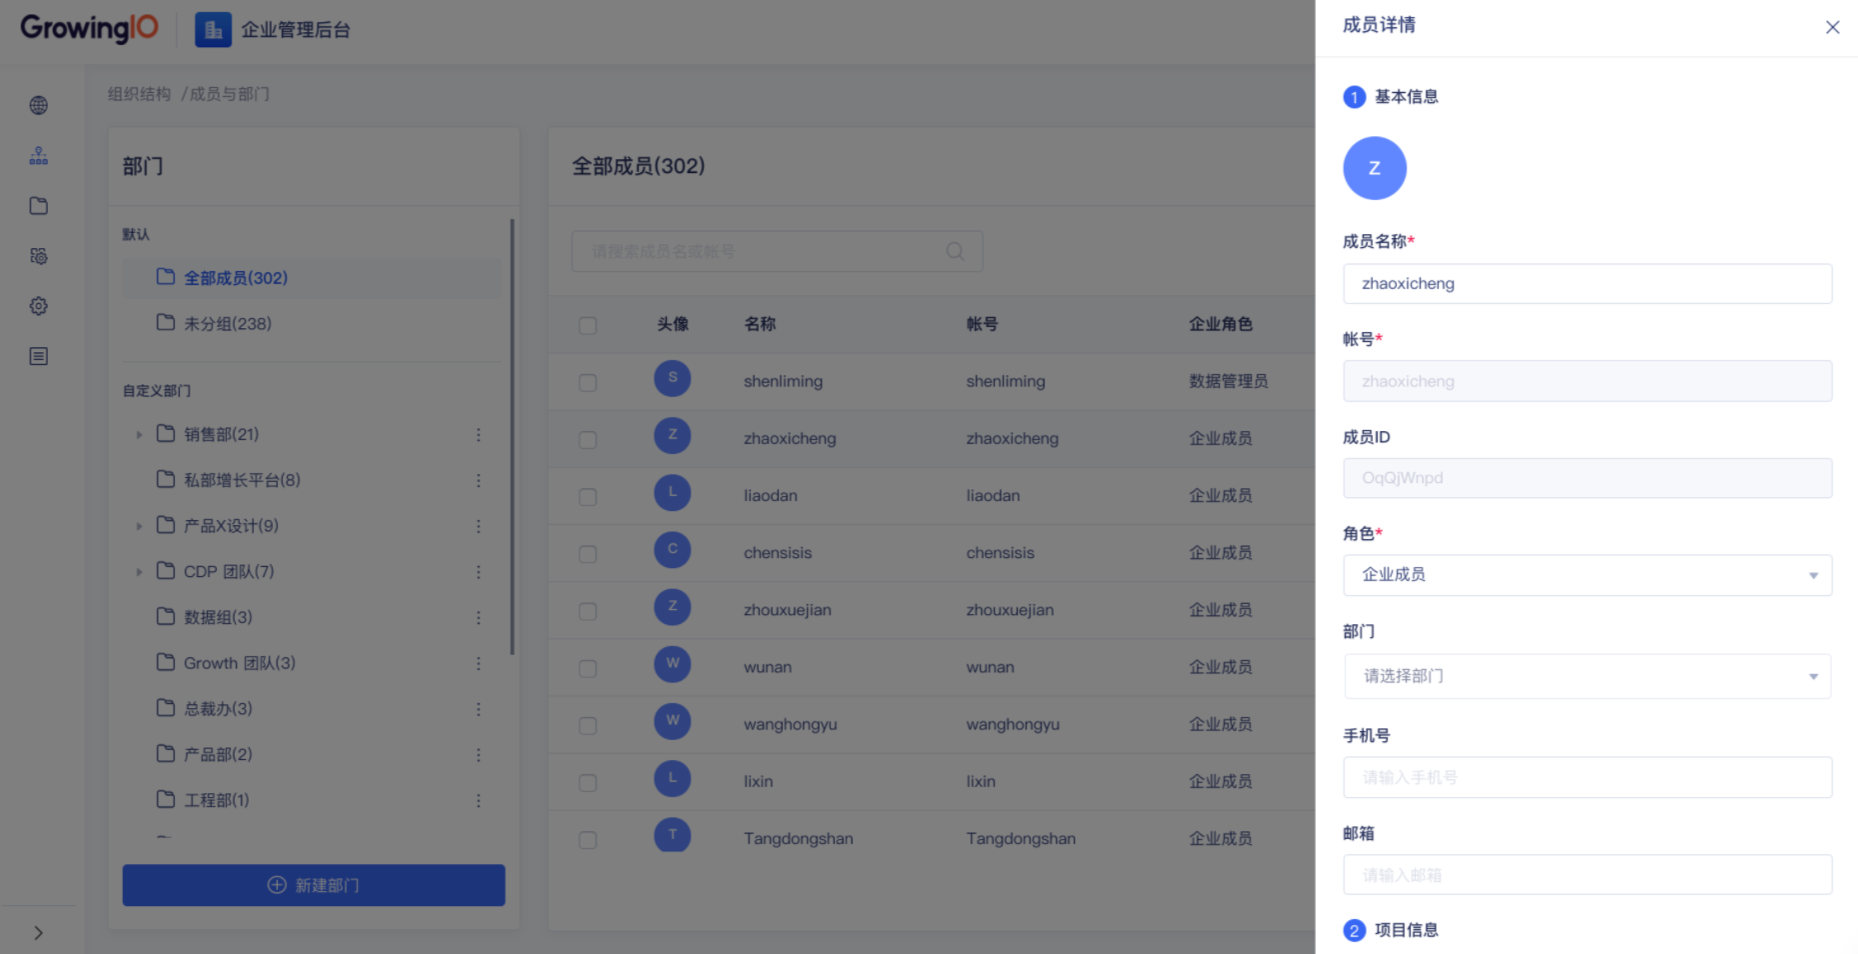 GrowingIO
企业管理后台
组织结构 /成员与部门
部门
默认
全部成员(302)
未分组(238)
自定义部门
销售部(21)
私部增长平台(8)
产品X设计(9)
CDP 团队(7)
数据组(3)
Growth 团队(3)
总裁办(3)
产品部(2)
工程部(1)
新建部门
全部成员(302)
请搜索成员名或帐号
头像 名称 帐号 企业角色
S shenliming shenliming 数据管理员
Z zhaoxicheng zhaoxicheng 企业成员
L liaodan liaodan 企业成员
C chensisis chensisis 企业成员
Z zhouxuejian zhouxuejian 企业成员
W wunan wunan 企业成员
W wanghongyu wanghongyu 企业成员
L lixin lixin 企业成员
T Tangdongshan Tangdongshan 企业成员
成员详情
1 基本信息
Z
成员名称*
zhaoxicheng
帐号*
zhaoxicheng
成员ID
OqQjWnpd
角色*
企业成员
部门
请选择部门
手机号
请输入手机号
邮箱
请输入邮箱
2 项目信息